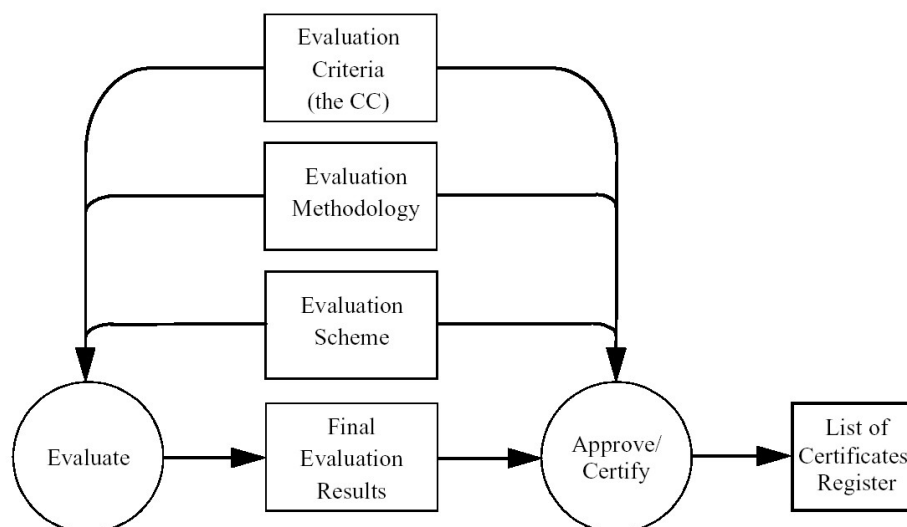 Evaluation
Criteria
(the CC)
Evaluation
Methodology
Evaluation
Scheme
Evaluate
Final
Evaluation
Results
Approve/
Certify
List of
Certificates/
Register